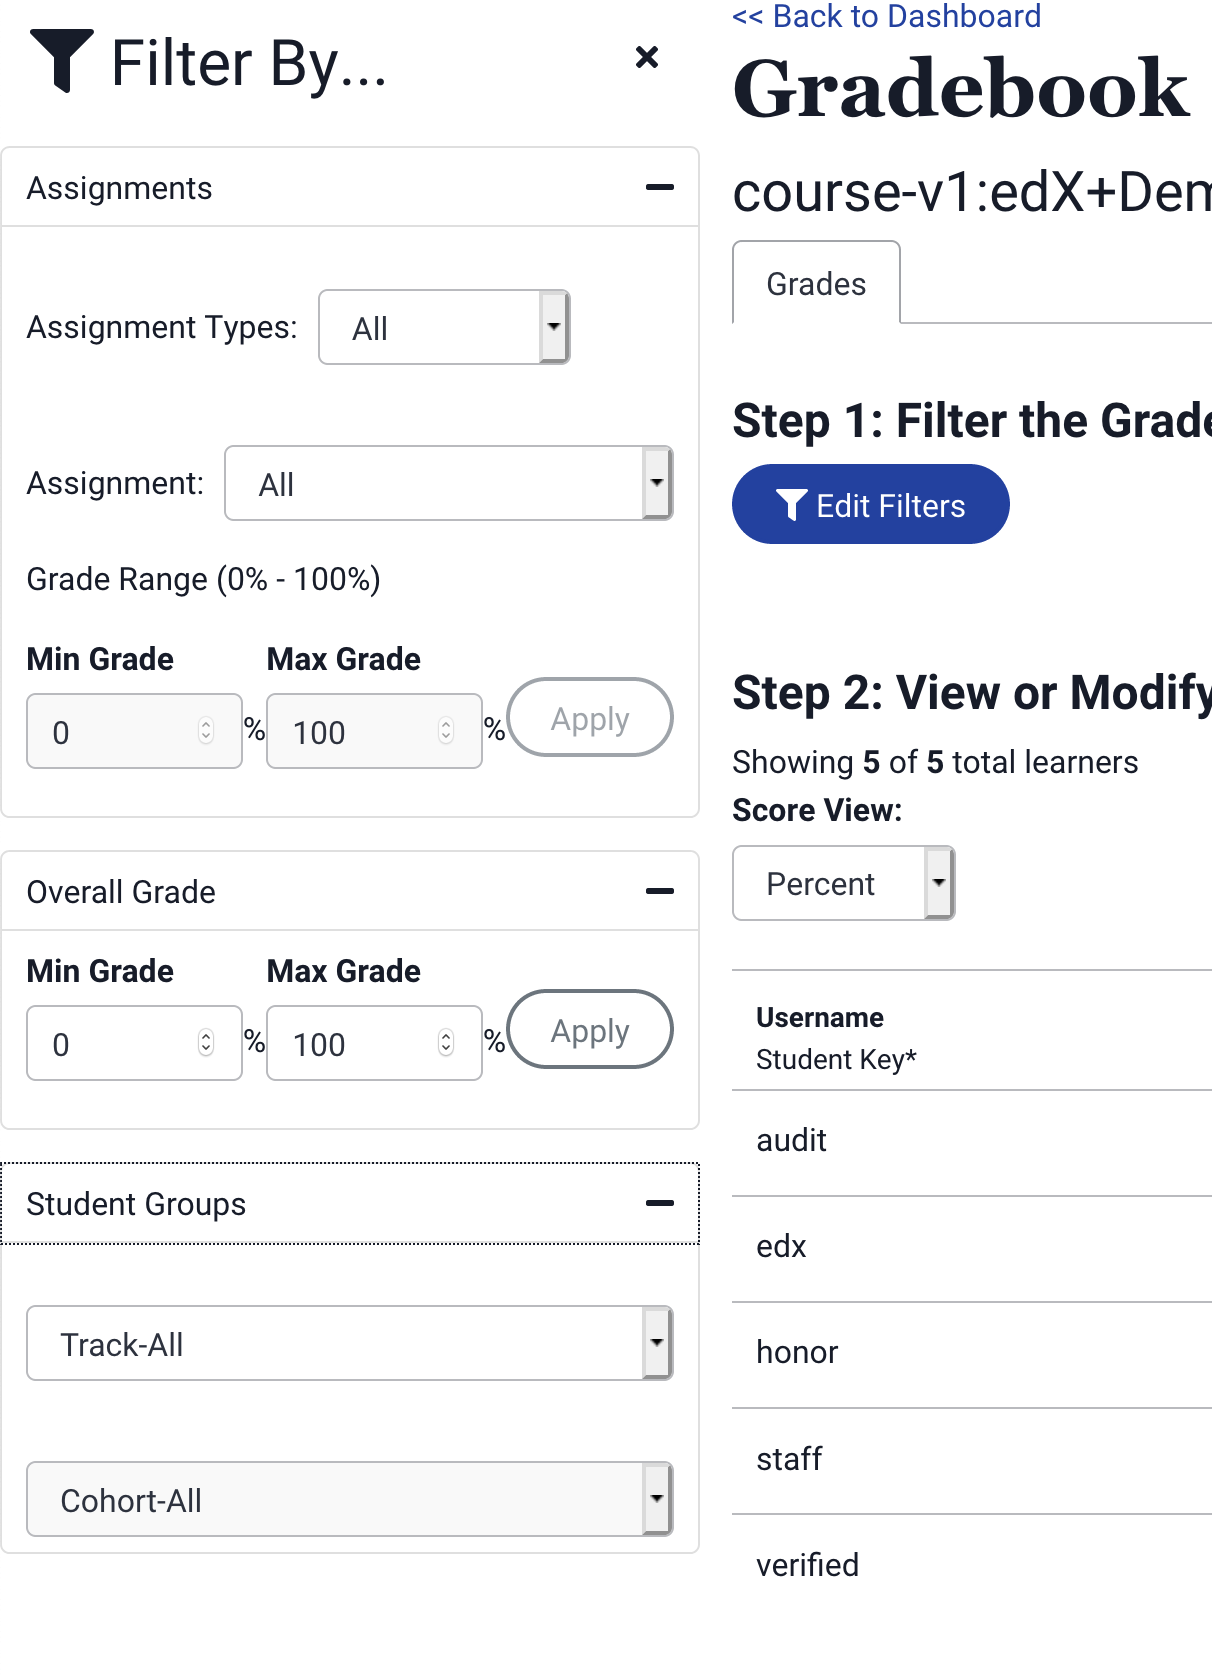 Filter By...
Assignments
Assignment Types: All
Assignment: All
Grade Range (0% - 100%)
Min Grade Max Grade
0 % 100 % Apply
Overall Grade
Min Grade Max Grade
0 % 100 % Apply
Student Groups
Track-All
Cohort-All
<< Back to Dashboard
Gradebook
course-v1:edX+Dem
Grades
Step 1: Filter the Grade
Edit Filters
Step 2: View or Modify
Showing 5 of 5 total learners
Score View:
Percent
Username
Student Key*
audit
edx
honor
staff
verified